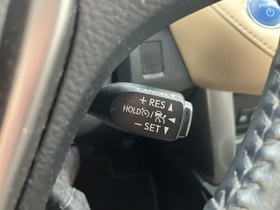 CANCEL
+ RES ▲
HOLD /
− SET ▼